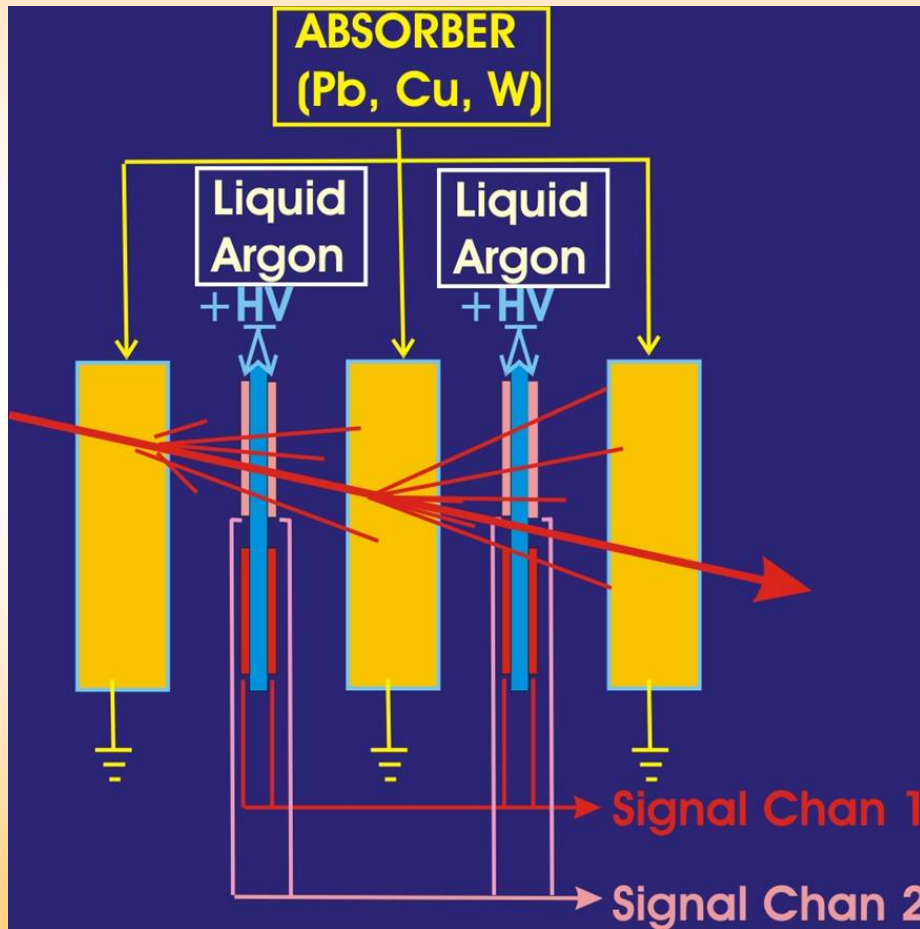 ABSORBER
(Pb, Cu, W)
Liquid
Argon
Liquid
Argon
+HV
+HV
Signal Chan 1
Signal Chan 2